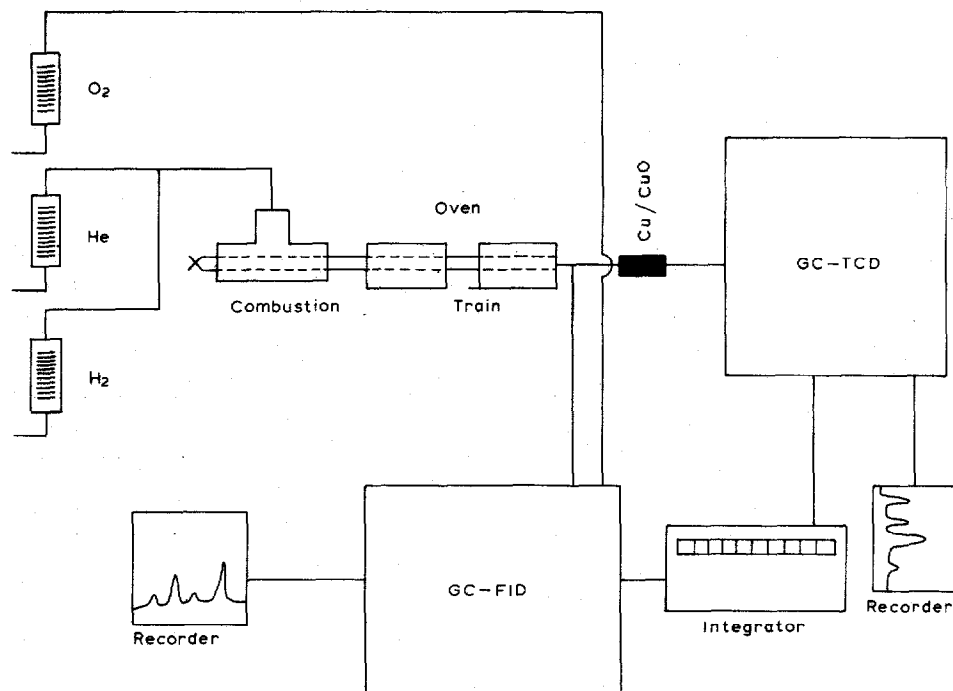 O₂
He
H₂
Oven
Combustion
Train
Cu/CuO
GC-TCD
GC-FID
Recorder
Integrator
Recorder